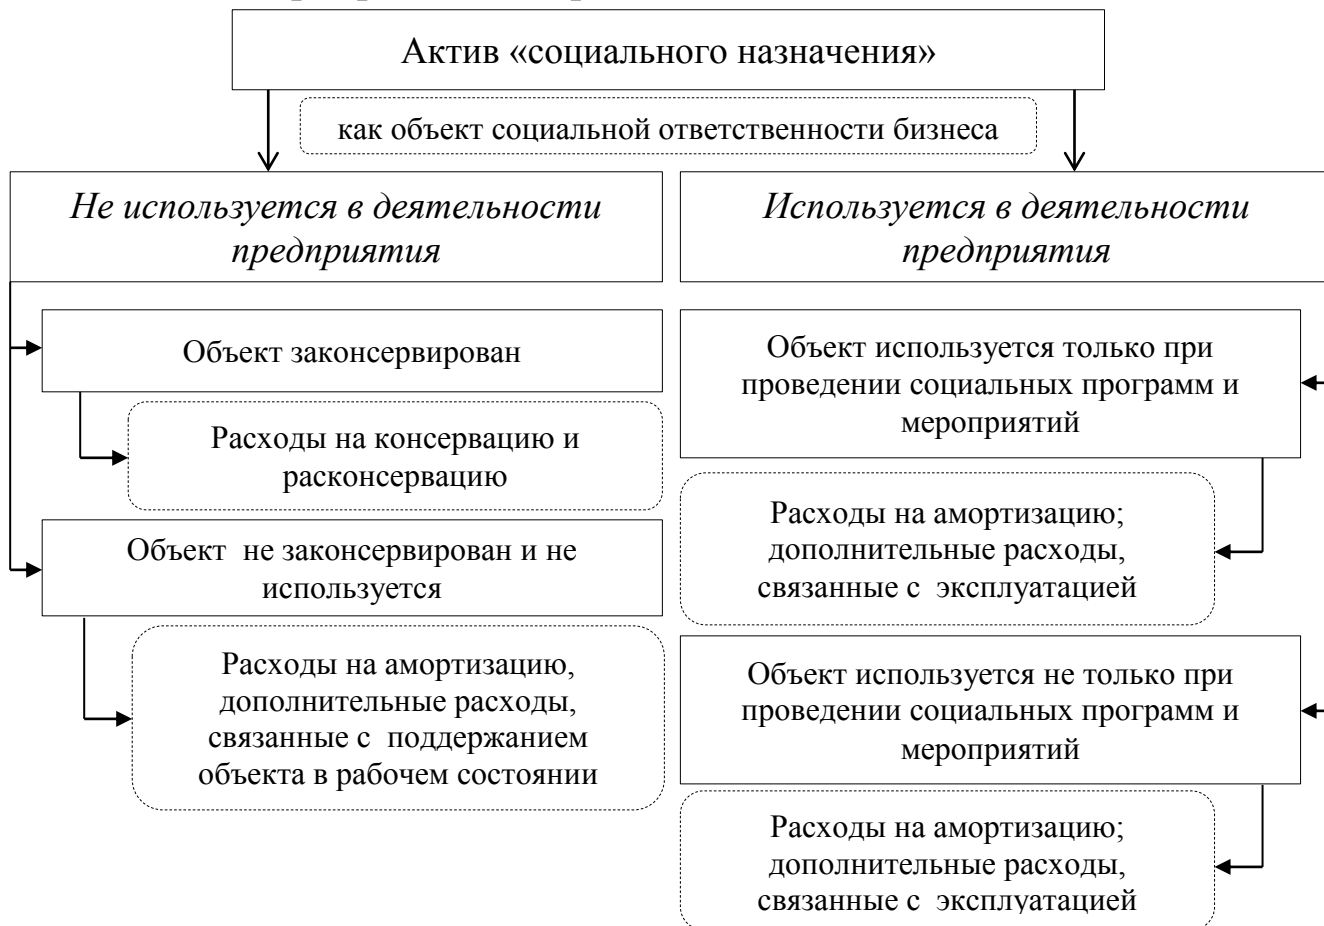 Актив «социального назначения»
как объект социальной ответственности бизнеса
Не используется в деятельности
предприятия
Объект законсервирован
Расходы на консервацию и
расконсервацию
Объект не законсервирован и не
используется
Расходы на амортизацию,
дополнительные расходы,
связанные с поддержанием
объекта в рабочем состоянии
Используется в деятельности
предприятия
Объект используется только при
проведении социальных программ и
мероприятий
Расходы на амортизацию;
дополнительные расходы,
связанные с эксплуатацией
Объект используется не только при
проведении социальных программ и
мероприятий
Расходы на амортизацию;
дополнительные расходы,
связанные с эксплуатацией